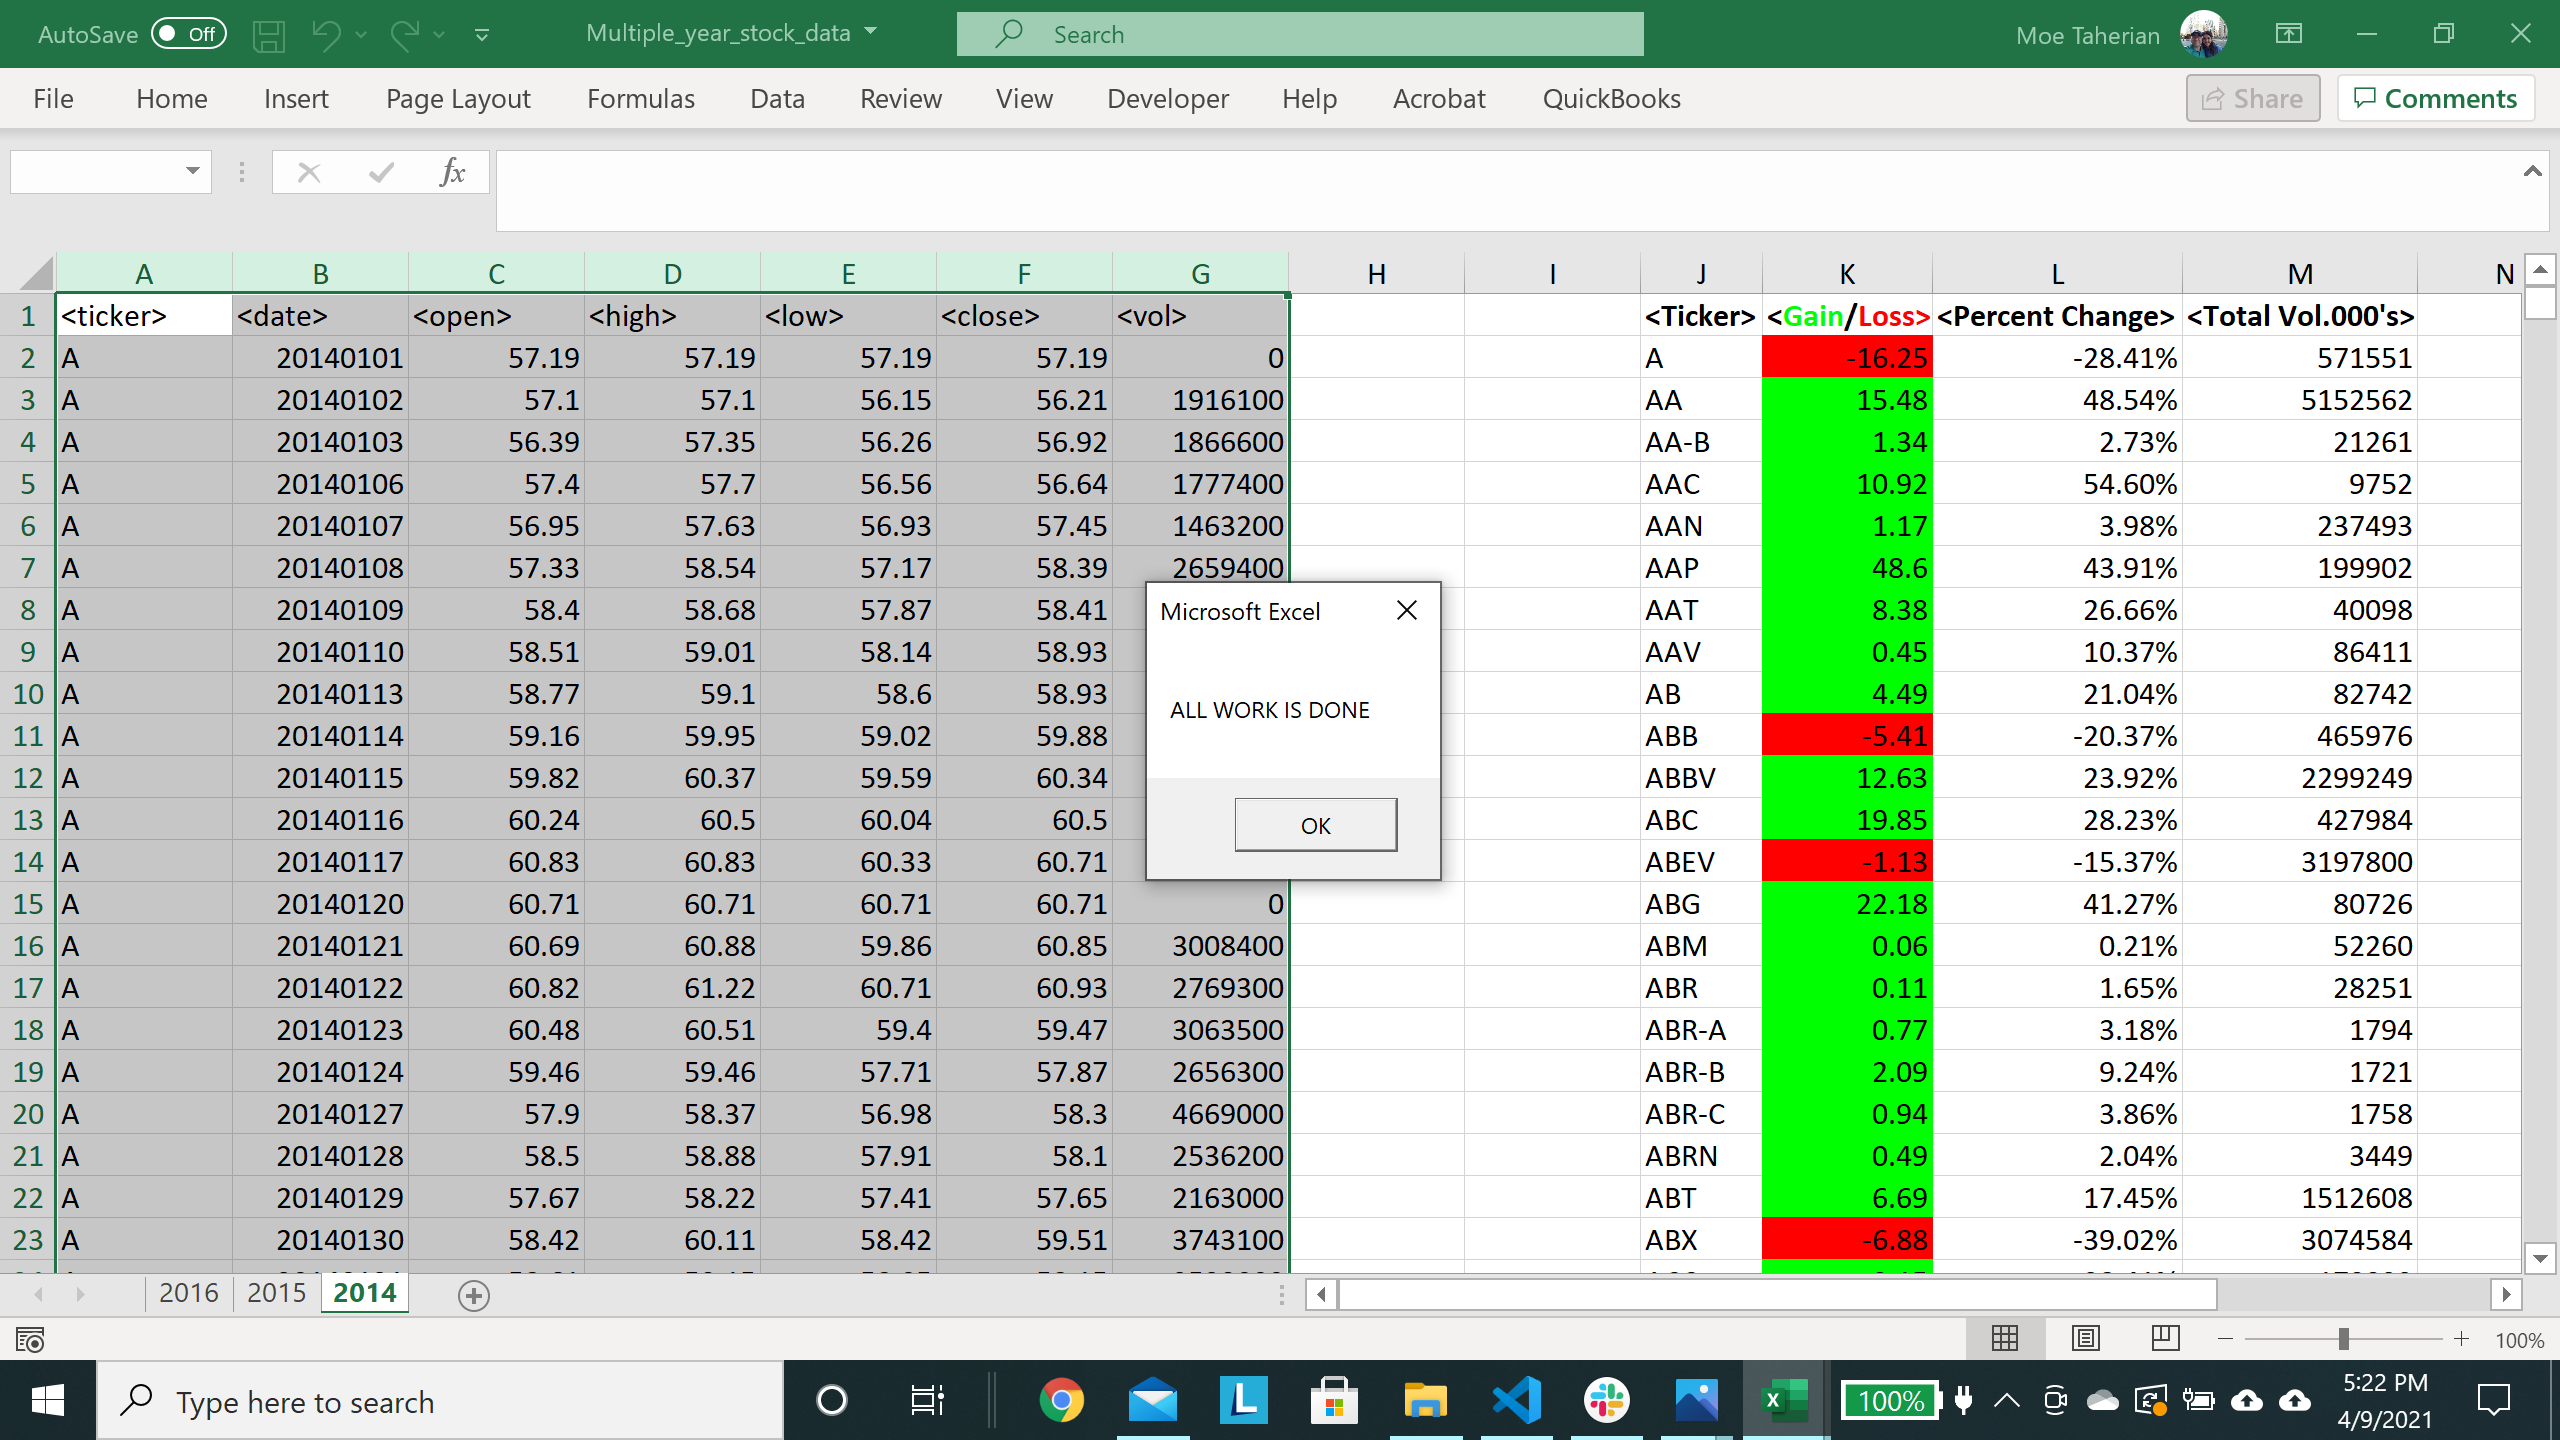 AutoSave Off Multiple_year_stock_data Search Moe Taherian
File Home Insert Page Layout Formulas Data Review View Developer Help Acrobat QuickBooks Share Comments
fx
A B C D E F G H I J K L M N
1 <ticker> <date> <open> <high> <low> <close> <vol> <Ticker> <Gain/Loss> <Percent Change> <Total Vol.000's>
2 A 20140101 57.19 57.19 57.19 57.19 0 A -16.25 -28.41% 571551
3 A 20140102 57.1 57.1 56.15 56.21 1916100 AA 15.48 48.54% 5152562
4 A 20140103 56.39 57.35 56.26 56.92 1866600 AA-B 1.34 2.73% 21261
5 A 20140106 57.4 57.7 56.56 56.64 1777400 AAC 10.92 54.60% 9752
6 A 20140107 56.95 57.63 56.93 57.45 1463200 AAN 1.17 3.98% 237493
7 A 20140108 57.33 58.54 57.17 58.39 2659400 AAP 48.6 43.91% 199902
8 A 20140109 58.4 58.68 57.87 58.41 AAT 8.38 26.66% 40098
9 A 20140110 58.51 59.01 58.14 58.93 AAV 0.45 10.37% 86411
10 A 20140113 58.77 59.1 58.6 58.93 AB 4.49 21.04% 82742
11 A 20140114 59.16 59.95 59.02 59.88 ABB -5.41 -20.37% 465976
12 A 20140115 59.82 60.37 59.59 60.34 ABBV 12.63 23.92% 2299249
13 A 20140116 60.24 60.5 60.04 60.5 ABC 19.85 28.23% 427984
14 A 20140117 60.83 60.83 60.33 60.71 ABEV -1.13 -15.37% 3197800
15 A 20140120 60.71 60.71 60.71 60.71 0 ABG 22.18 41.27% 80726
16 A 20140121 60.69 60.88 59.86 60.85 3008400 ABM 0.06 0.21% 52260
17 A 20140122 60.82 61.22 60.71 60.93 2769300 ABR 0.11 1.65% 28251
18 A 20140123 60.48 60.51 59.4 59.47 3063500 ABR-A 0.77 3.18% 1794
19 A 20140124 59.46 59.46 57.71 57.87 2656300 ABR-B 2.09 9.24% 1721
20 A 20140127 57.9 58.37 56.98 58.3 4669000 ABR-C 0.94 3.86% 1758
21 A 20140128 58.5 58.88 57.91 58.1 2536200 ABRN 0.49 2.04% 3449
22 A 20140129 57.67 58.22 57.41 57.65 2163000 ABT 6.69 17.45% 1512608
23 A 20140130 58.42 60.11 58.42 59.51 3743100 ABX -6.88 -39.02% 3074584
Microsoft Excel
ALL WORK IS DONE
OK
2016 2015 2014
100%
Type here to search
100%
5:22 PM
4/9/2021